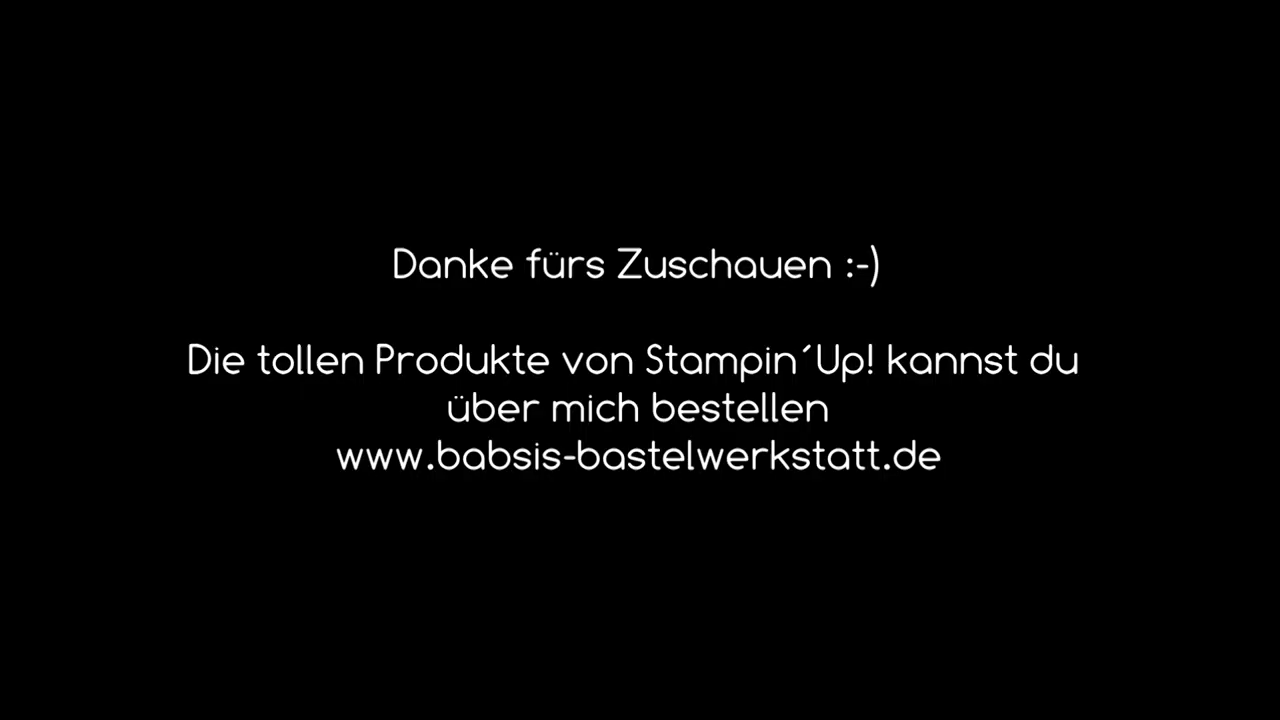 Danke fürs Zuschauen :-)
Die tollen Produkte von Stampin´Up! kannst du
über mich bestellen
www.babsis-bastelwerkstatt.de